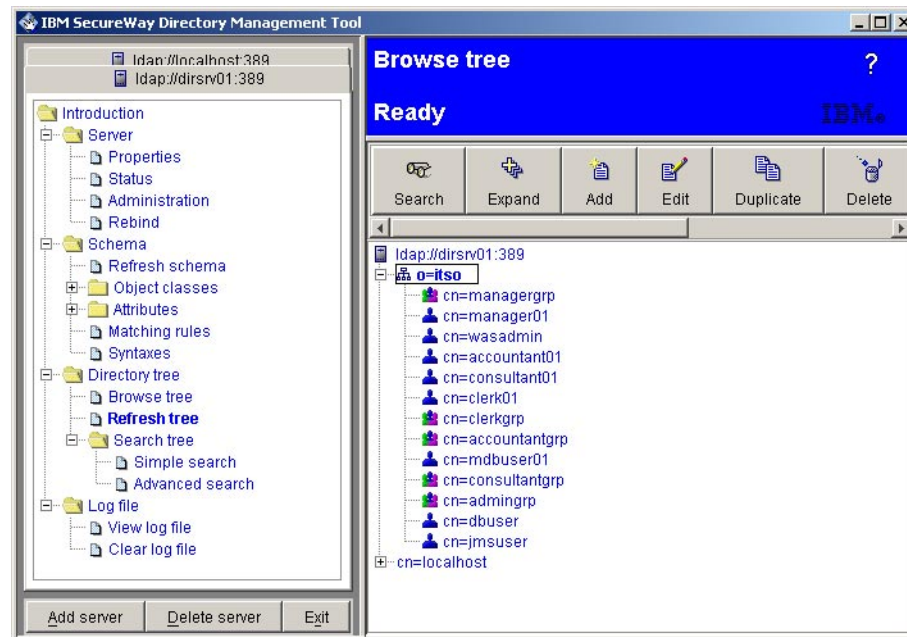 IBM SecureWay Directory Management Tool
ldap://localhost:389
ldap://dirsrv01:389
Introduction
Server
Properties
Status
Administration
Rebind
Schema
Refresh schema
Object classes
Attributes
Matching rules
Syntaxes
Directory tree
Browse tree
Refresh tree
Search tree
Simple search
Advanced search
Log file
View log file
Clear log file
Add server Delete server Exit
Browse tree ?
Ready IBM
Search Expand Add Edit Duplicate Delete
ldap://dirsrv01:389
o=itso
cn=managergrp
cn=manager01
cn=wasadmin
cn=accountant01
cn=consultant01
cn=clerk01
cn=clerkgrp
cn=accountantgrp
cn=mdbuser01
cn=consultantgrp
cn=admingrp
cn=dbuser
cn=jmsuser
cn=localhost